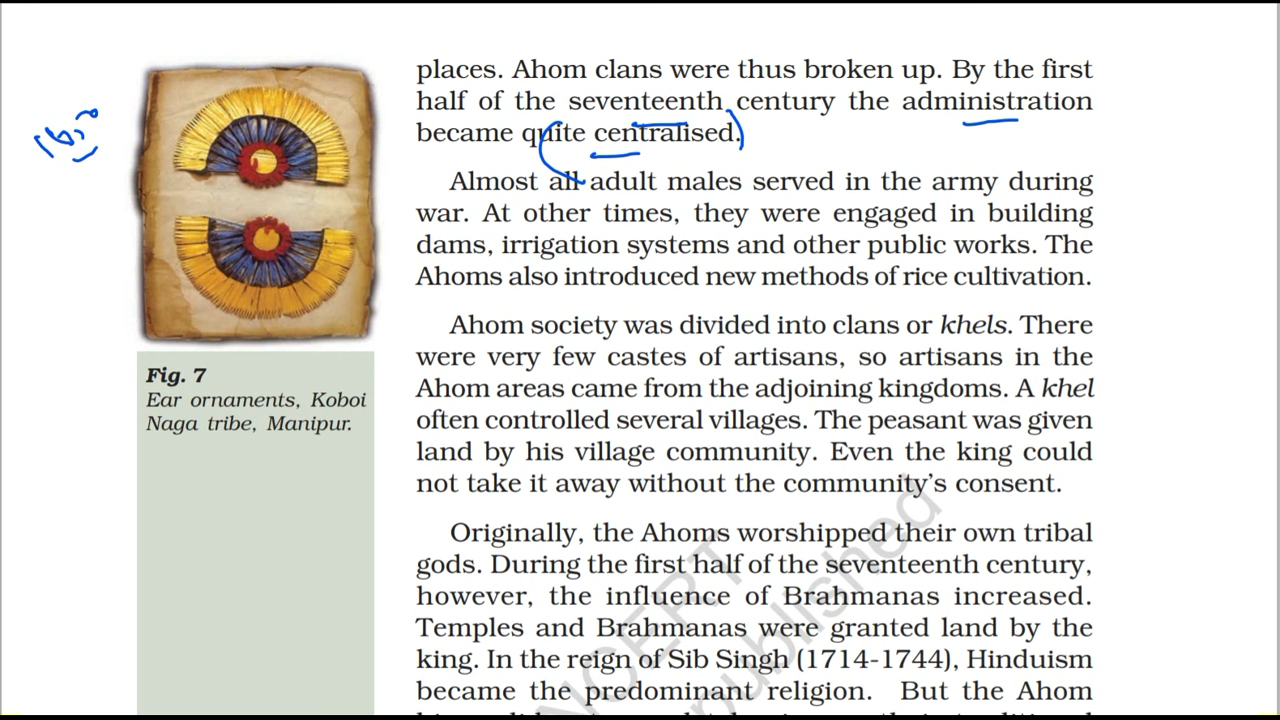 places. Ahom clans were thus broken up. By the first
half of the seventeenth century the administration
became quite centralised.
Almost all adult males served in the army during
war. At other times, they were engaged in building
dams, irrigation systems and other public works. The
Ahoms also introduced new methods of rice cultivation.
Ahom society was divided into clans or khels. There
were very few castes of artisans, so artisans in the
Ahom areas came from the adjoining kingdoms. A khel
often controlled several villages. The peasant was given
land by his village community. Even the king could
not take it away without the community's consent.
Originally, the Ahoms worshipped their own tribal
gods. During the first half of the seventeenth century,
however, the influence of Brahmanas increased.
Temples and Brahmanas were granted land by the
king. In the reign of Sib Singh (1714-1744), Hinduism
became the predominant religion. But the Ahom
Fig. 7
Ear ornaments, Koboi
Naga tribe, Manipur.
NCERT
published